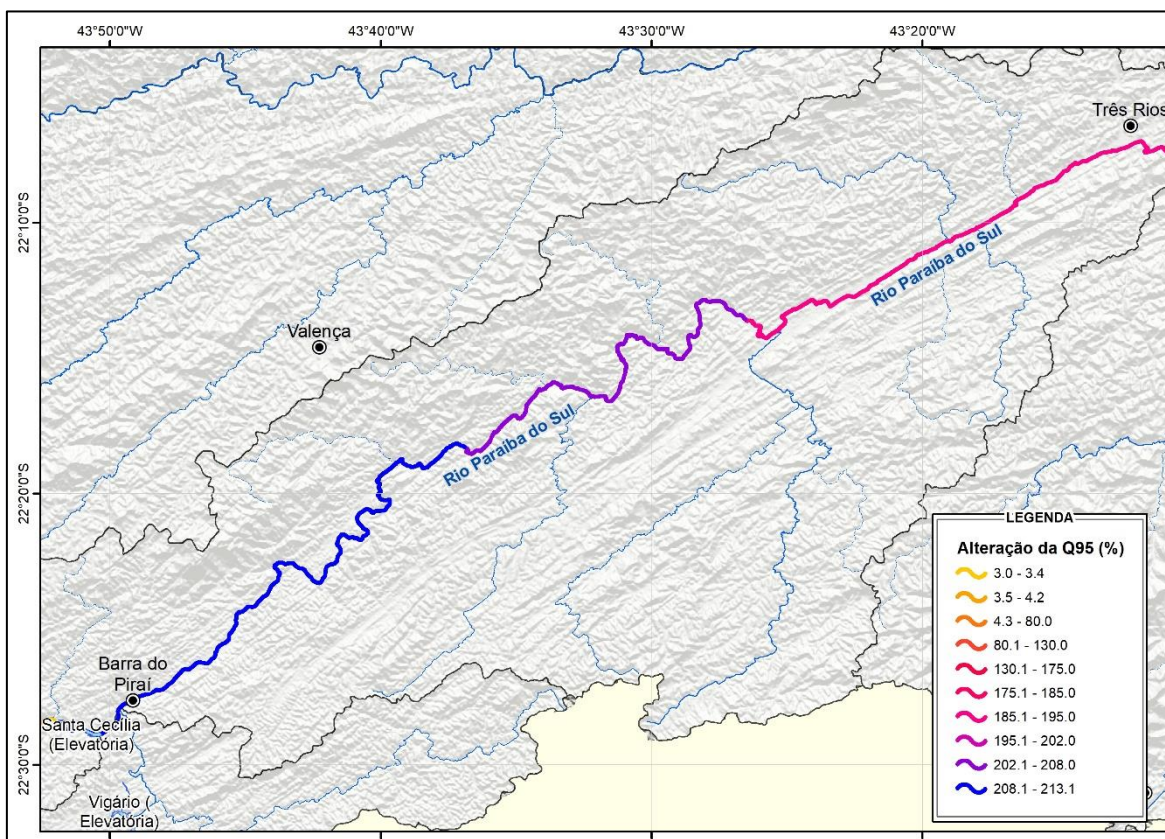 43°50'0"W
43°40'0"W
43°30'0"W
43°20'0"W
Três Rios
22°10'0"S
Rio Paraíba do Sul
Valença
Rio Paraíba do Sul
22°20'0"S
Barra do
Piraí
Santa Cecília
(Elevatória)
22°30'0"S
Vigário (
Elevatória)
LEGENDA
Alteração da Q95 (%)
3.0 - 3.4
3.5 - 4.2
4.3 - 80.0
80.1 - 130.0
130.1 - 175.0
175.1 - 185.0
185.1 - 195.0
195.1 - 202.0
202.1 - 208.0
208.1 - 213.1